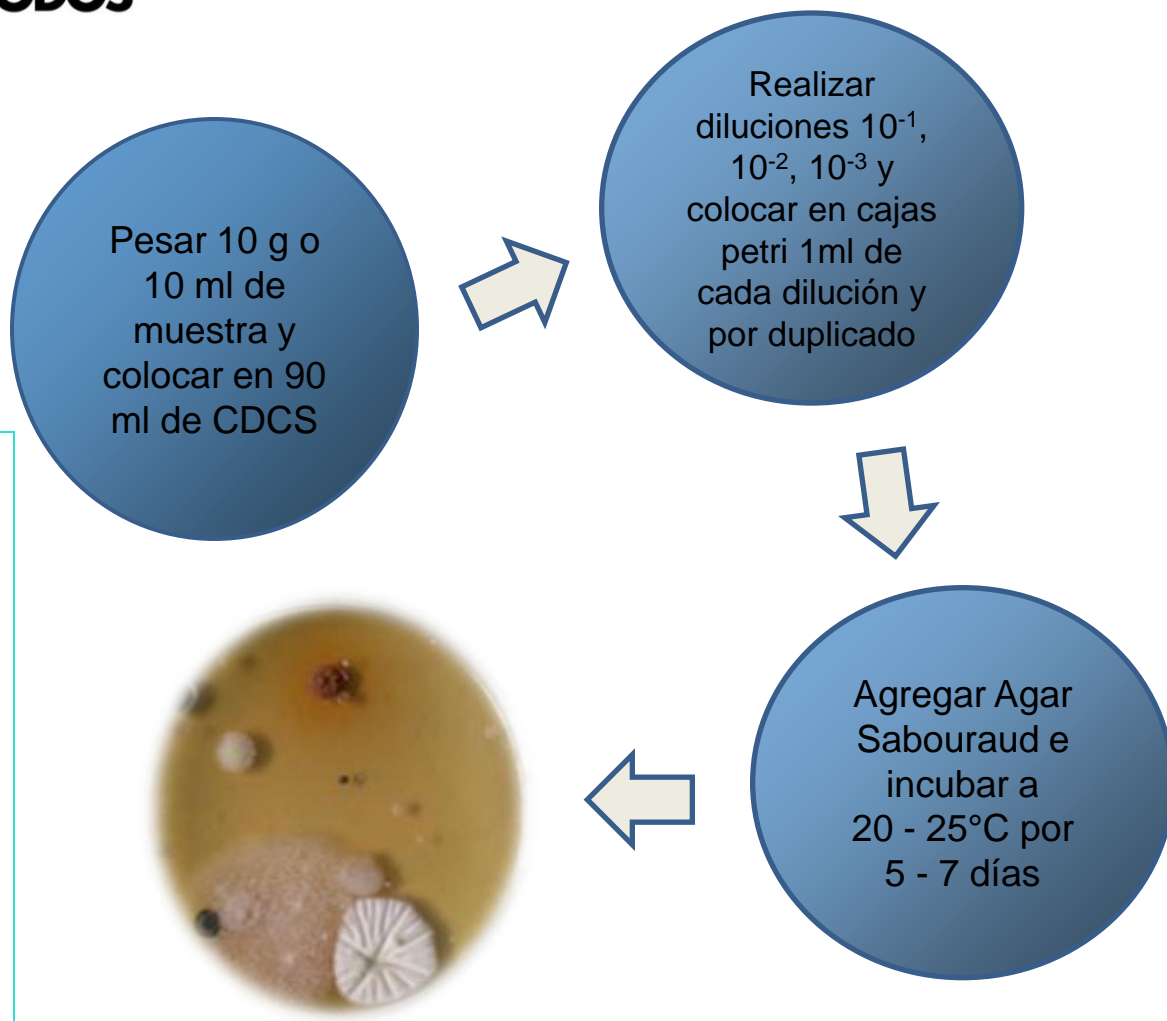 Pesar 10 g o
10 ml de
muestra y
colocar en 90
ml de CDCS
Realizar
diluciones 10⁻¹,
10⁻², 10⁻³ y
colocar en cajas
petri 1ml de
cada dilución y
por duplicado
Agregar Agar
Sabouraud e
incubar a
20 - 25°C por
5 - 7 días